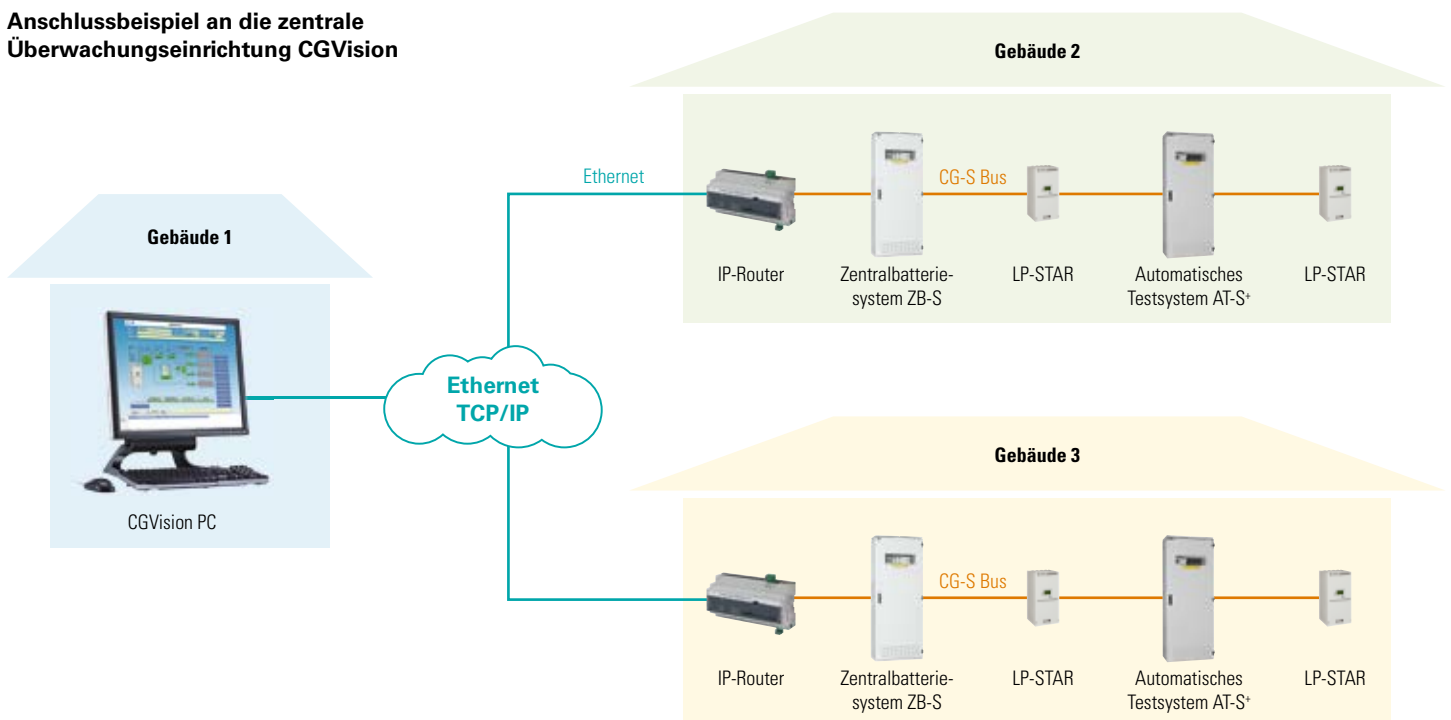 Anschlussbeispiel an die zentrale
Überwachungseinrichtung CGVision
Gebäude 1
CGVision PC
Ethernet
TCP/IP
Gebäude 2
Ethernet
CG-S Bus
IP-Router
Zentralbatterie-
system ZB-S
LP-STAR
Automatisches
Testsystem AT-S+
LP-STAR
Gebäude 3
CG-S Bus
IP-Router
Zentralbatterie-
system ZB-S
LP-STAR
Automatisches
Testsystem AT-S+
LP-STAR